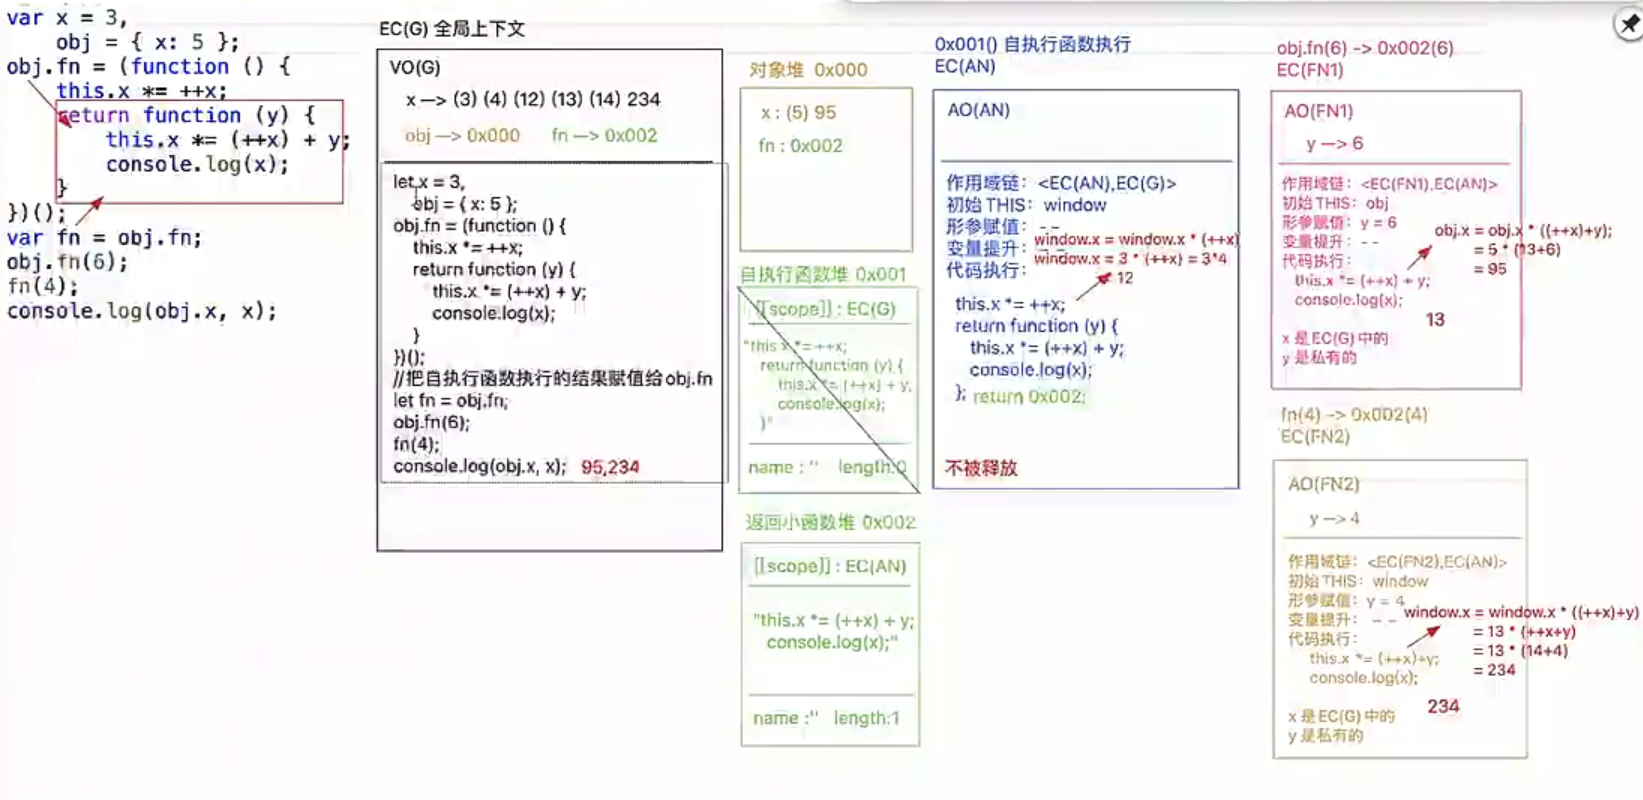 var x = 3,
obj = { x: 5 };
obj.fn = (function () {
this.x *= ++x;
return function (y) {
this.x *= (++x) + y;
console.log(x);
}
})();
var fn = obj.fn;
obj.fn(6);
fn(4);
console.log(obj.x, x);
EC(G) 全局上下文
VO(G)
x —> (3) (4) (12) (13) (14) 234
obj —> 0x000 fn —> 0x002
let x = 3,
obj = { x: 5 };
obj.fn = (function () {
this.x *= ++x;
return function (y) {
this.x *= (++x) + y;
console.log(x);
}
})();
//把自执行函数执行的结果赋值给obj.fn
let fn = obj.fn;
obj.fn(6);
fn(4);
console.log(obj.x, x); 95,234
对象堆 0x000
x : (5) 95
fn : 0x002
自执行函数堆 0x001
[[scope]] : EC(G)
"this.x *= ++x;
return function (y) {
this.x *= (++x) + y;
console.log(x);
}"
name : '' length:0
返回小函数堆 0x002
[[scope]] : EC(AN)
"this.x *= (++x) + y;
console.log(x);"
name :'' length:1
0x001() 自执行函数执行
EC(AN)
AO(AN)
作用域链：<EC(AN),EC(G)>
初始THIS：window
形参赋值：- -
变量提升：- -
window.x = window.x * (++x)
window.x = 3 * (++x) = 3*4
12
代码执行：
this.x *= ++x;
return function (y) {
this.x *= (++x) + y;
console.log(x);
}; return 0x002;
不被释放
obj.fn(6) -> 0x002(6)
EC(FN1)
AO(FN1)
y —> 6
作用域链：<EC(FN1),EC(AN)>
初始THIS：obj
形参赋值：y = 6
变量提升：- -
代码执行：
this.x *= (++x) + y;
console.log(x);
obj.x = obj.x * ((++x)+y);
= 5 * (13+6)
= 95
13
x 是EC(G) 中的
y 是私有的
fn(4) -> 0x002(4)
EC(FN2)
AO(FN2)
y —> 4
作用域链：<EC(FN2),EC(AN)>
初始THIS：window
形参赋值：y = 4
变量提升：- -
代码执行：
this.x *= (++x)+y;
console.log(x);
window.x = window.x * ((++x)+y)
= 13 * (++x+y)
= 13 * (14+4)
= 234
234
x 是EC(G) 中的
y 是私有的